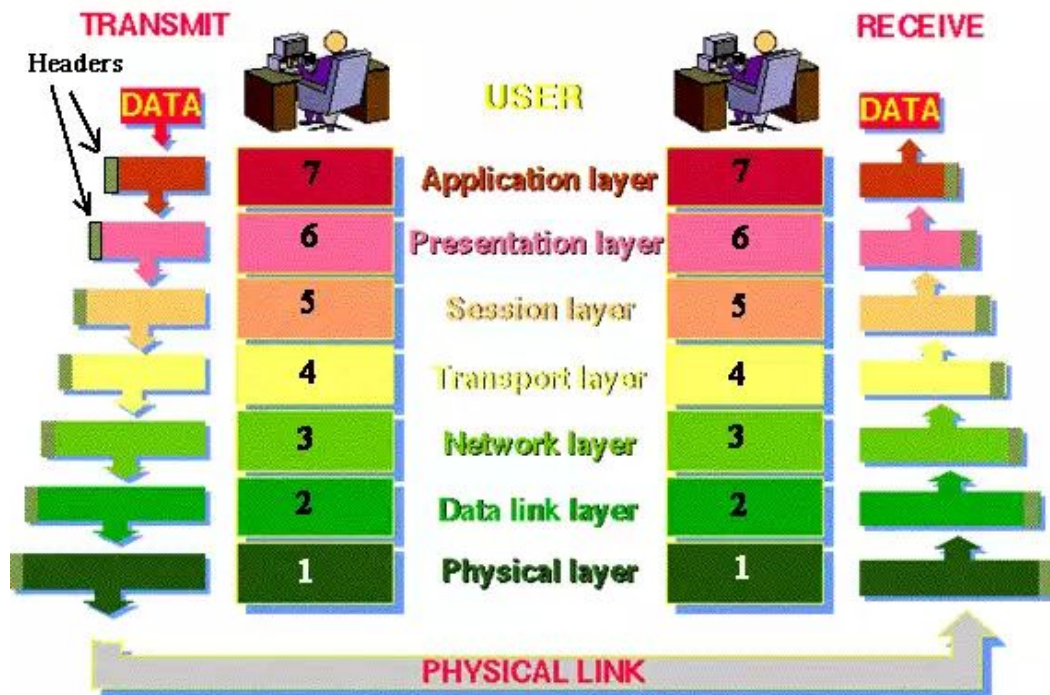 TRANSMIT
RECEIVE
Headers
USER
DATA
DATA
7
Application layer
7
6
Presentation layer
6
5
Session layer
5
4
Transport layer
4
3
Network layer
3
2
Data link layer
2
1
Physical layer
1
PHYSICAL LINK